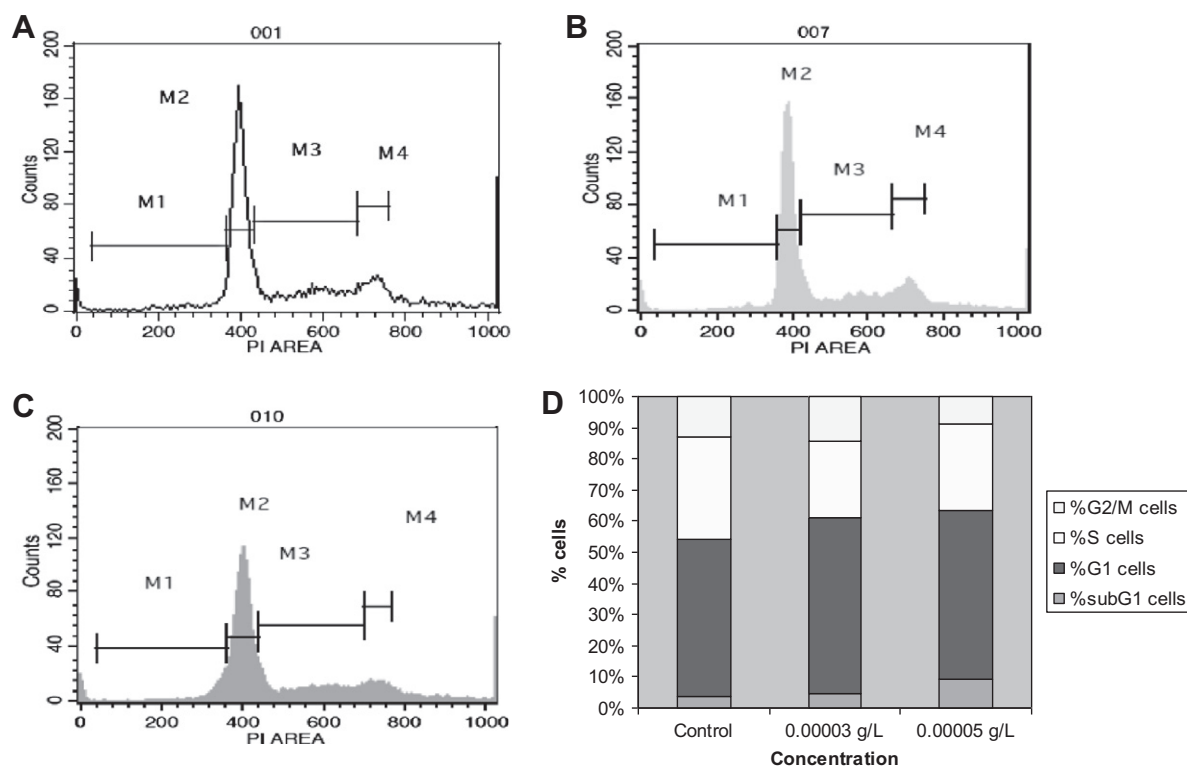 A
001
200
160
120
80
40
0
Counts
M1
M2
M3
M4
0 200 400 600 800 1000
PI AREA
B
007
200
160
120
80
40
0
Counts
M1
M2
M3
M4
0 200 400 600 800 1000
PI AREA
C
010
200
160
120
80
40
0
Counts
M1
M2
M3
M4
0 200 400 600 800 1000
PI AREA
D
100%
90%
80%
70%
60%
50%
40%
30%
20%
10%
0%
% cells
Control 0.00003 g/L 0.00005 g/L
Concentration
%G2/M cells
%S cells
%G1 cells
%subG1 cells